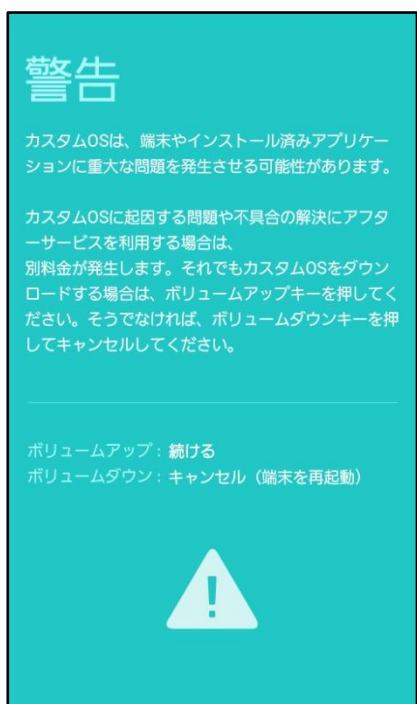 警告
カスタムOSは、端末やインストール済みアプリケー
ションに重大な問題を発生させる可能性があります。
カスタムOSに起因する問題や不具合の解決にアフタ
ーサービスを利用する場合は、
別料金が発生します。それでもカスタムOSをダウン
ロードする場合は、ボリュームアップキーを押してく
ださい。そうでなければ、ボリュームダウンキーを押
してキャンセルしてください。
ボリュームアップ : 続ける
ボリュームダウン : キャンセル（端末を再起動）